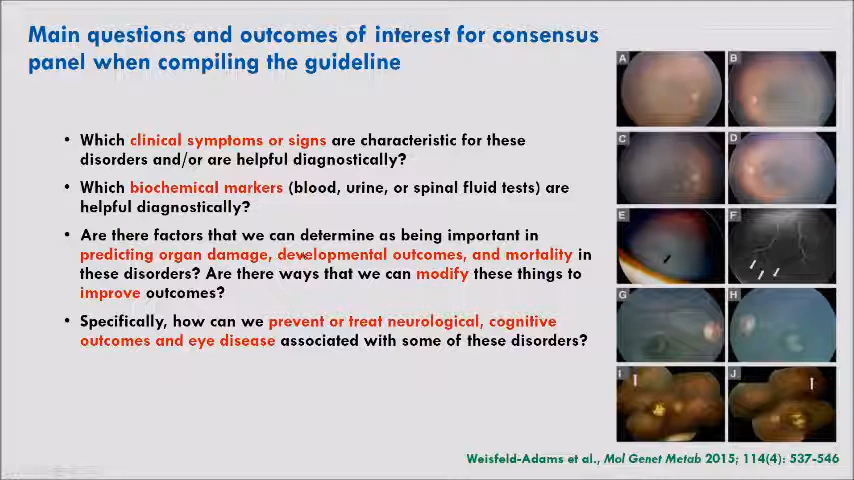 Main questions and outcomes of interest for consensus
panel when compiling the guideline
• Which clinical symptoms or signs are characteristic for these
disorders and/or are helpful diagnostically?
• Which biochemical markers (blood, urine, or spinal fluid tests) are
helpful diagnostically?
• Are there factors that we can determine as being important in
predicting organ damage, developmental outcomes, and mortality in
these disorders? Are there ways that we can modify these things to
improve outcomes?
• Specifically, how can we prevent or treat neurological, cognitive
outcomes and eye disease associated with some of these disorders?
A
B
C
D
E
F
G
H
I
J
Weisfeld-Adams et al., Mol Genet Metab 2015; 114(4): 537-546